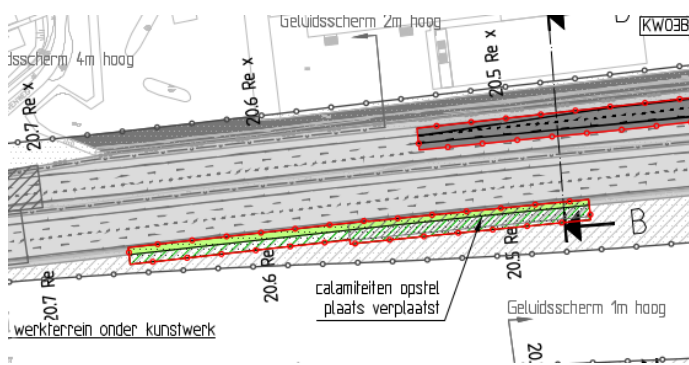 Geluidsscherm 2m hoog
KW03B
dsscherm 4m hoog
20.7 Re x
20.6 Re x
20.5 Re x
20.7 Re
20.6 Re
20.5 Re
B
calamiteiten opstel
plaats verplaatst
Geluidsscherm 1m hoog
werkterrein onder kunstwerk
20.